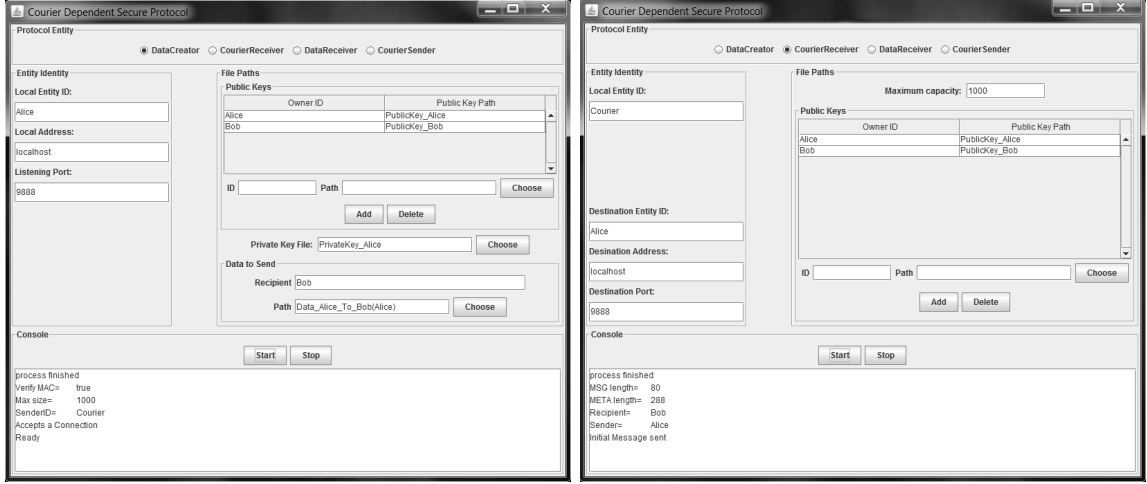 Courier Dependent Secure Protocol
Protocol Entity
DataCreator CourierReceiver DataReceiver CourierSender
Entity Identity
Local Entity ID:
Alice
Local Address:
localhost
Listening Port:
9888
File Paths
Public Keys
Owner ID Public Key Path
Alice PublicKey_Alice
Bob PublicKey_Bob
ID Path Choose
Add Delete
Private Key File: PrivateKey_Alice Choose
Data to Send
Recipient Bob
Path Data_Alice_To_Bob(Alice) Choose
Console
Start Stop
process finished
Verify MAC= true
Max size= 1000
SenderID= Courier
Accepts a Connection
Ready
Courier Dependent Secure Protocol
Protocol Entity
DataCreator CourierReceiver DataReceiver CourierSender
Entity Identity
Local Entity ID:
Courier
Destination Entity ID:
Alice
Desination Address:
localhost
Destination Port:
9888
File Paths
Maximum capacity: 1000
Public Keys
Owner ID Public Key Path
Alice PublicKey_Alice
Bob PublicKey_Bob
ID Path Choose
Add Delete
Console
Start Stop
process finished
MSG length= 80
META length= 288
Recipient= Bob
Sender= Alice
Initial Message sent